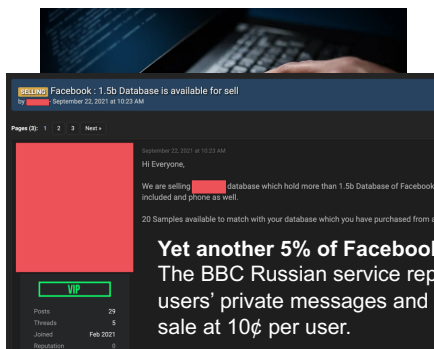 SELLING Facebook : 1.5b Database is available for sell
by - September 22, 2021 at 10:23 AM
Pages (3): 1 2 3 Next »
September 22, 2021 at 10:23 AM
Hi Everyone,
We are selling database which hold more than 1.5b Database of Facebook
included and phone as well.
20 Samples available to match with your database which you have purchased from
Yet another 5% of Facebook
The BBC Russian service rep
users’ private messages and
sale at 10¢ per user.
VIP
Posts 29
Threads 5
Joined Feb 2021
Reputation 0